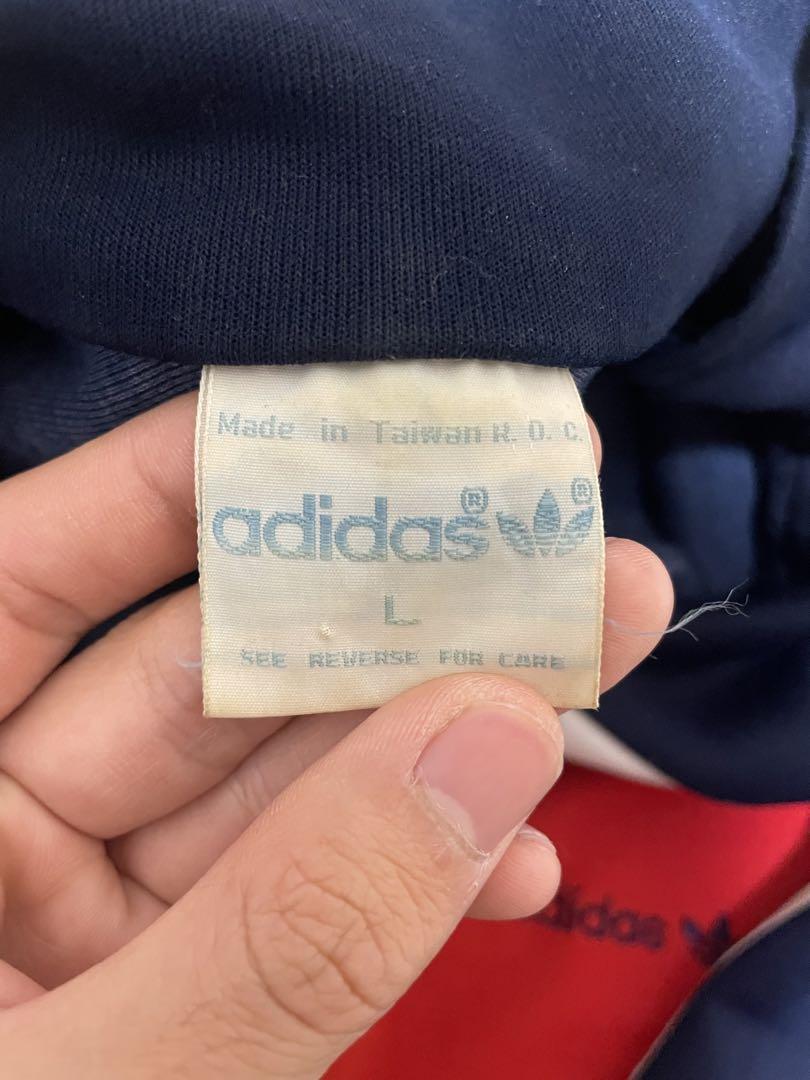 Made in Taiwan R. O. C.
adidas® ®
L
SEE REVERSE FOR CARE
adidas